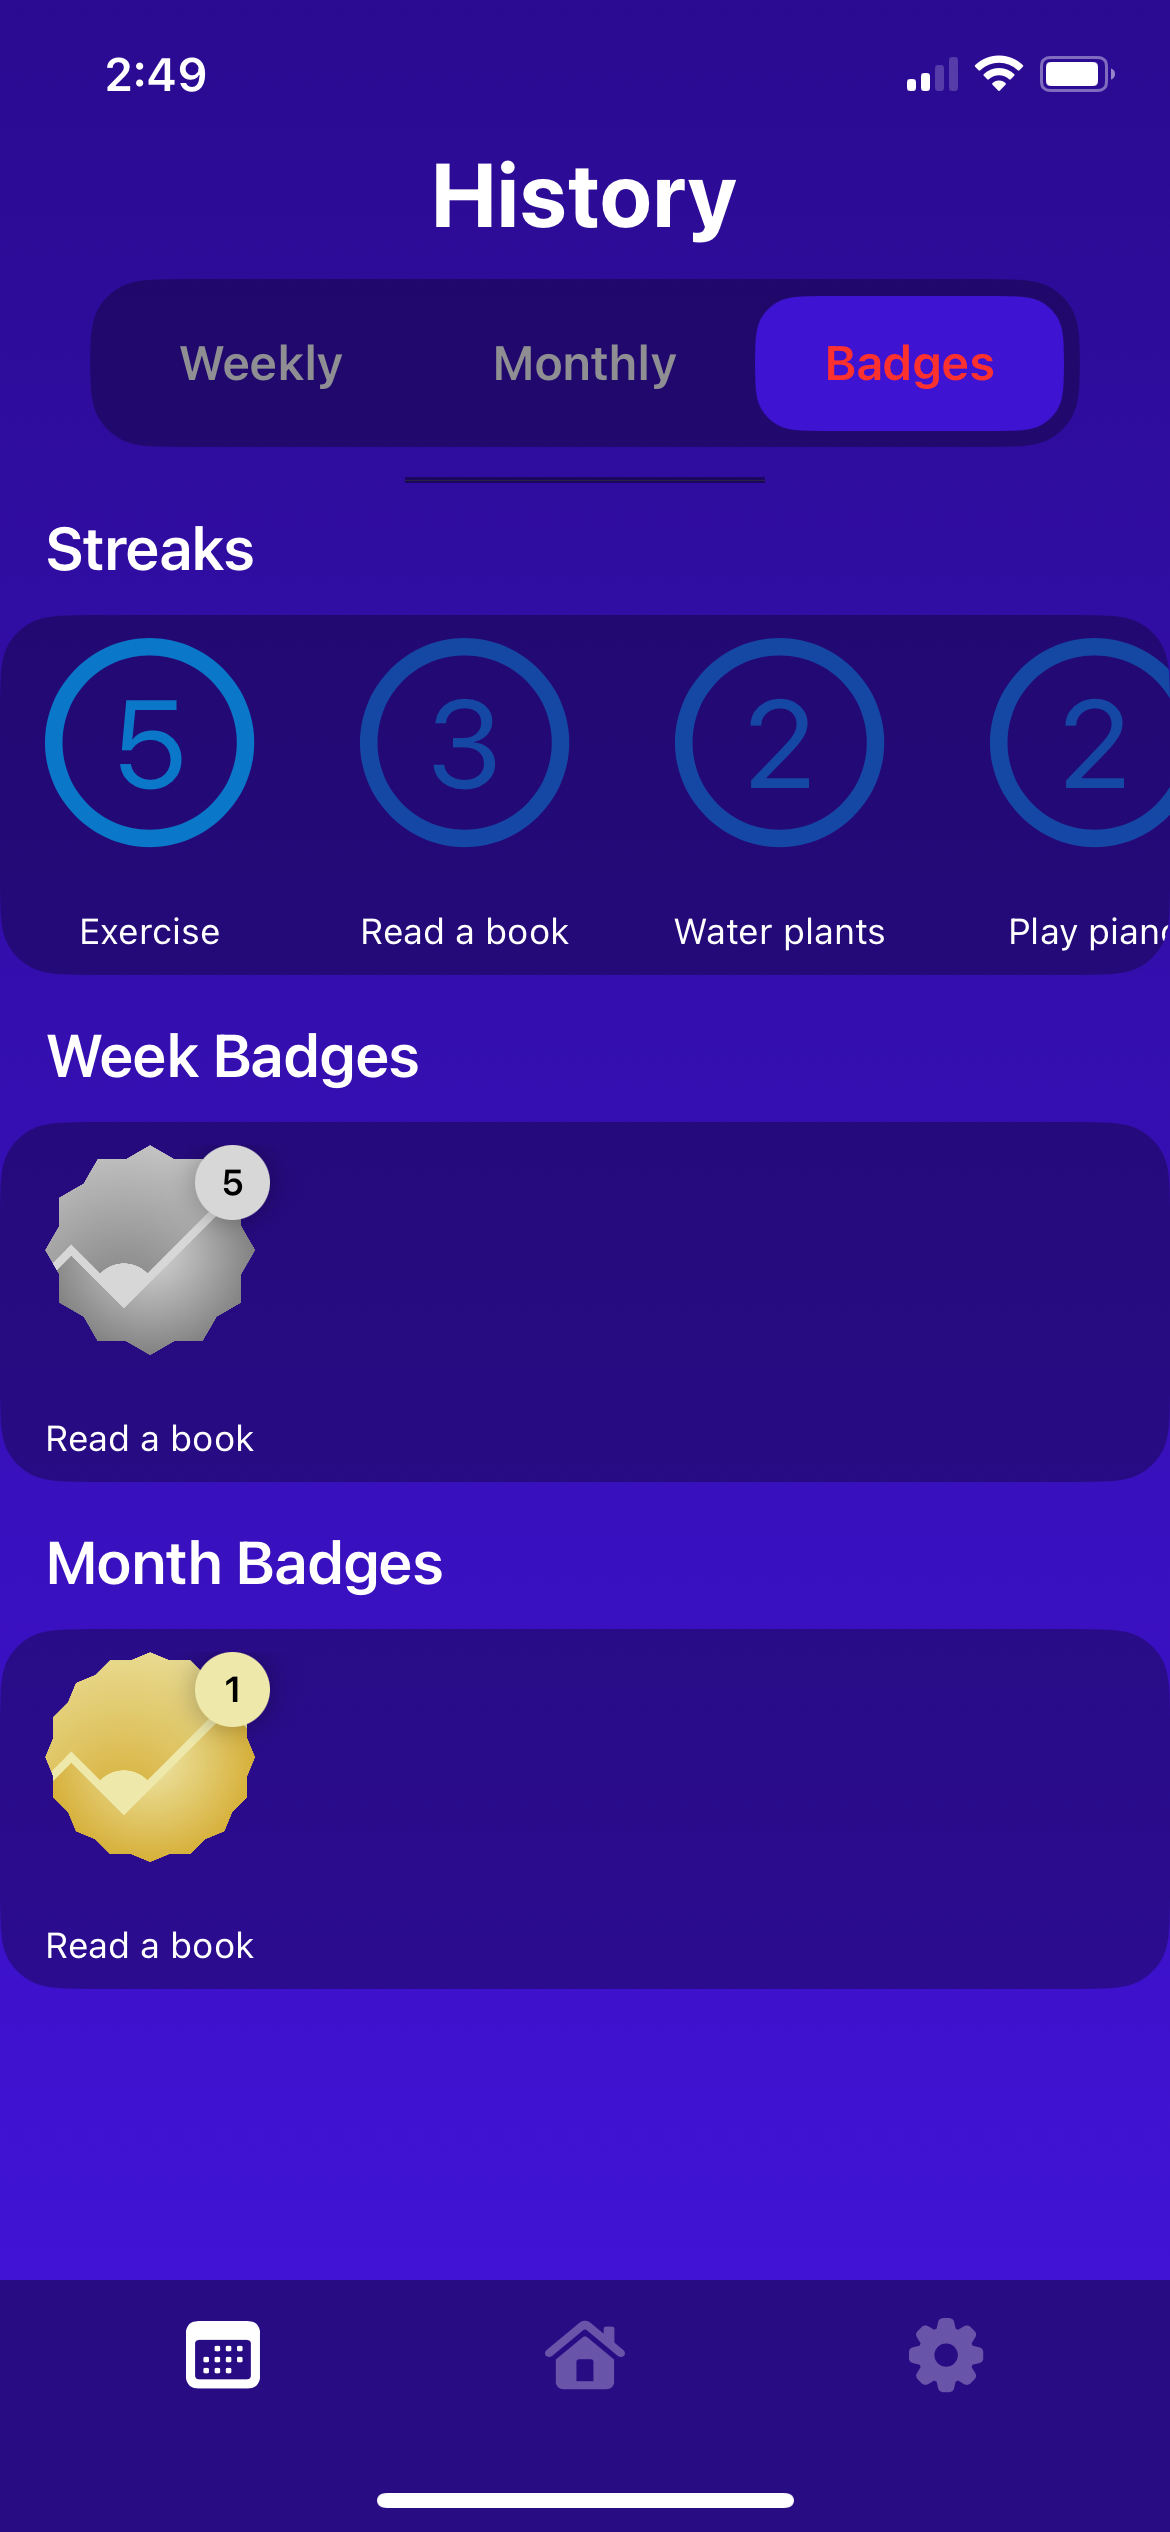 2:49
History
Weekly Monthly Badges
Streaks
5 3 2 2
Exercise Read a book Water plants Play pian
Week Badges
5
Read a book
Month Badges
1
Read a book